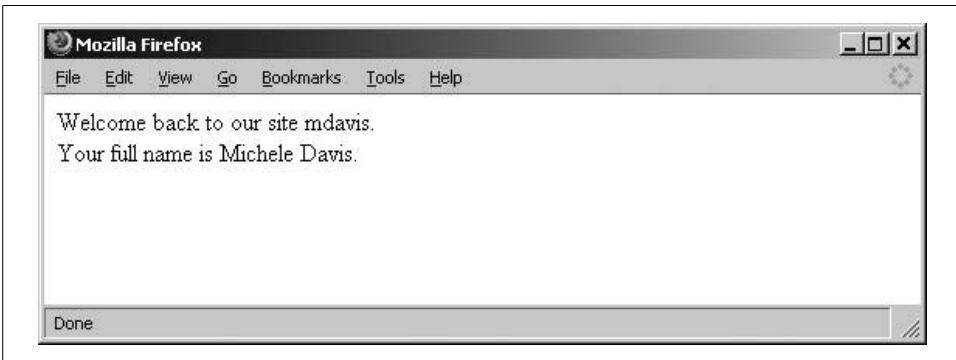 Mozilla Firefox
File Edit View Go Bookmarks Tools Help
Welcome back to our site mdavis.
Your full name is Michele Davis.
Done